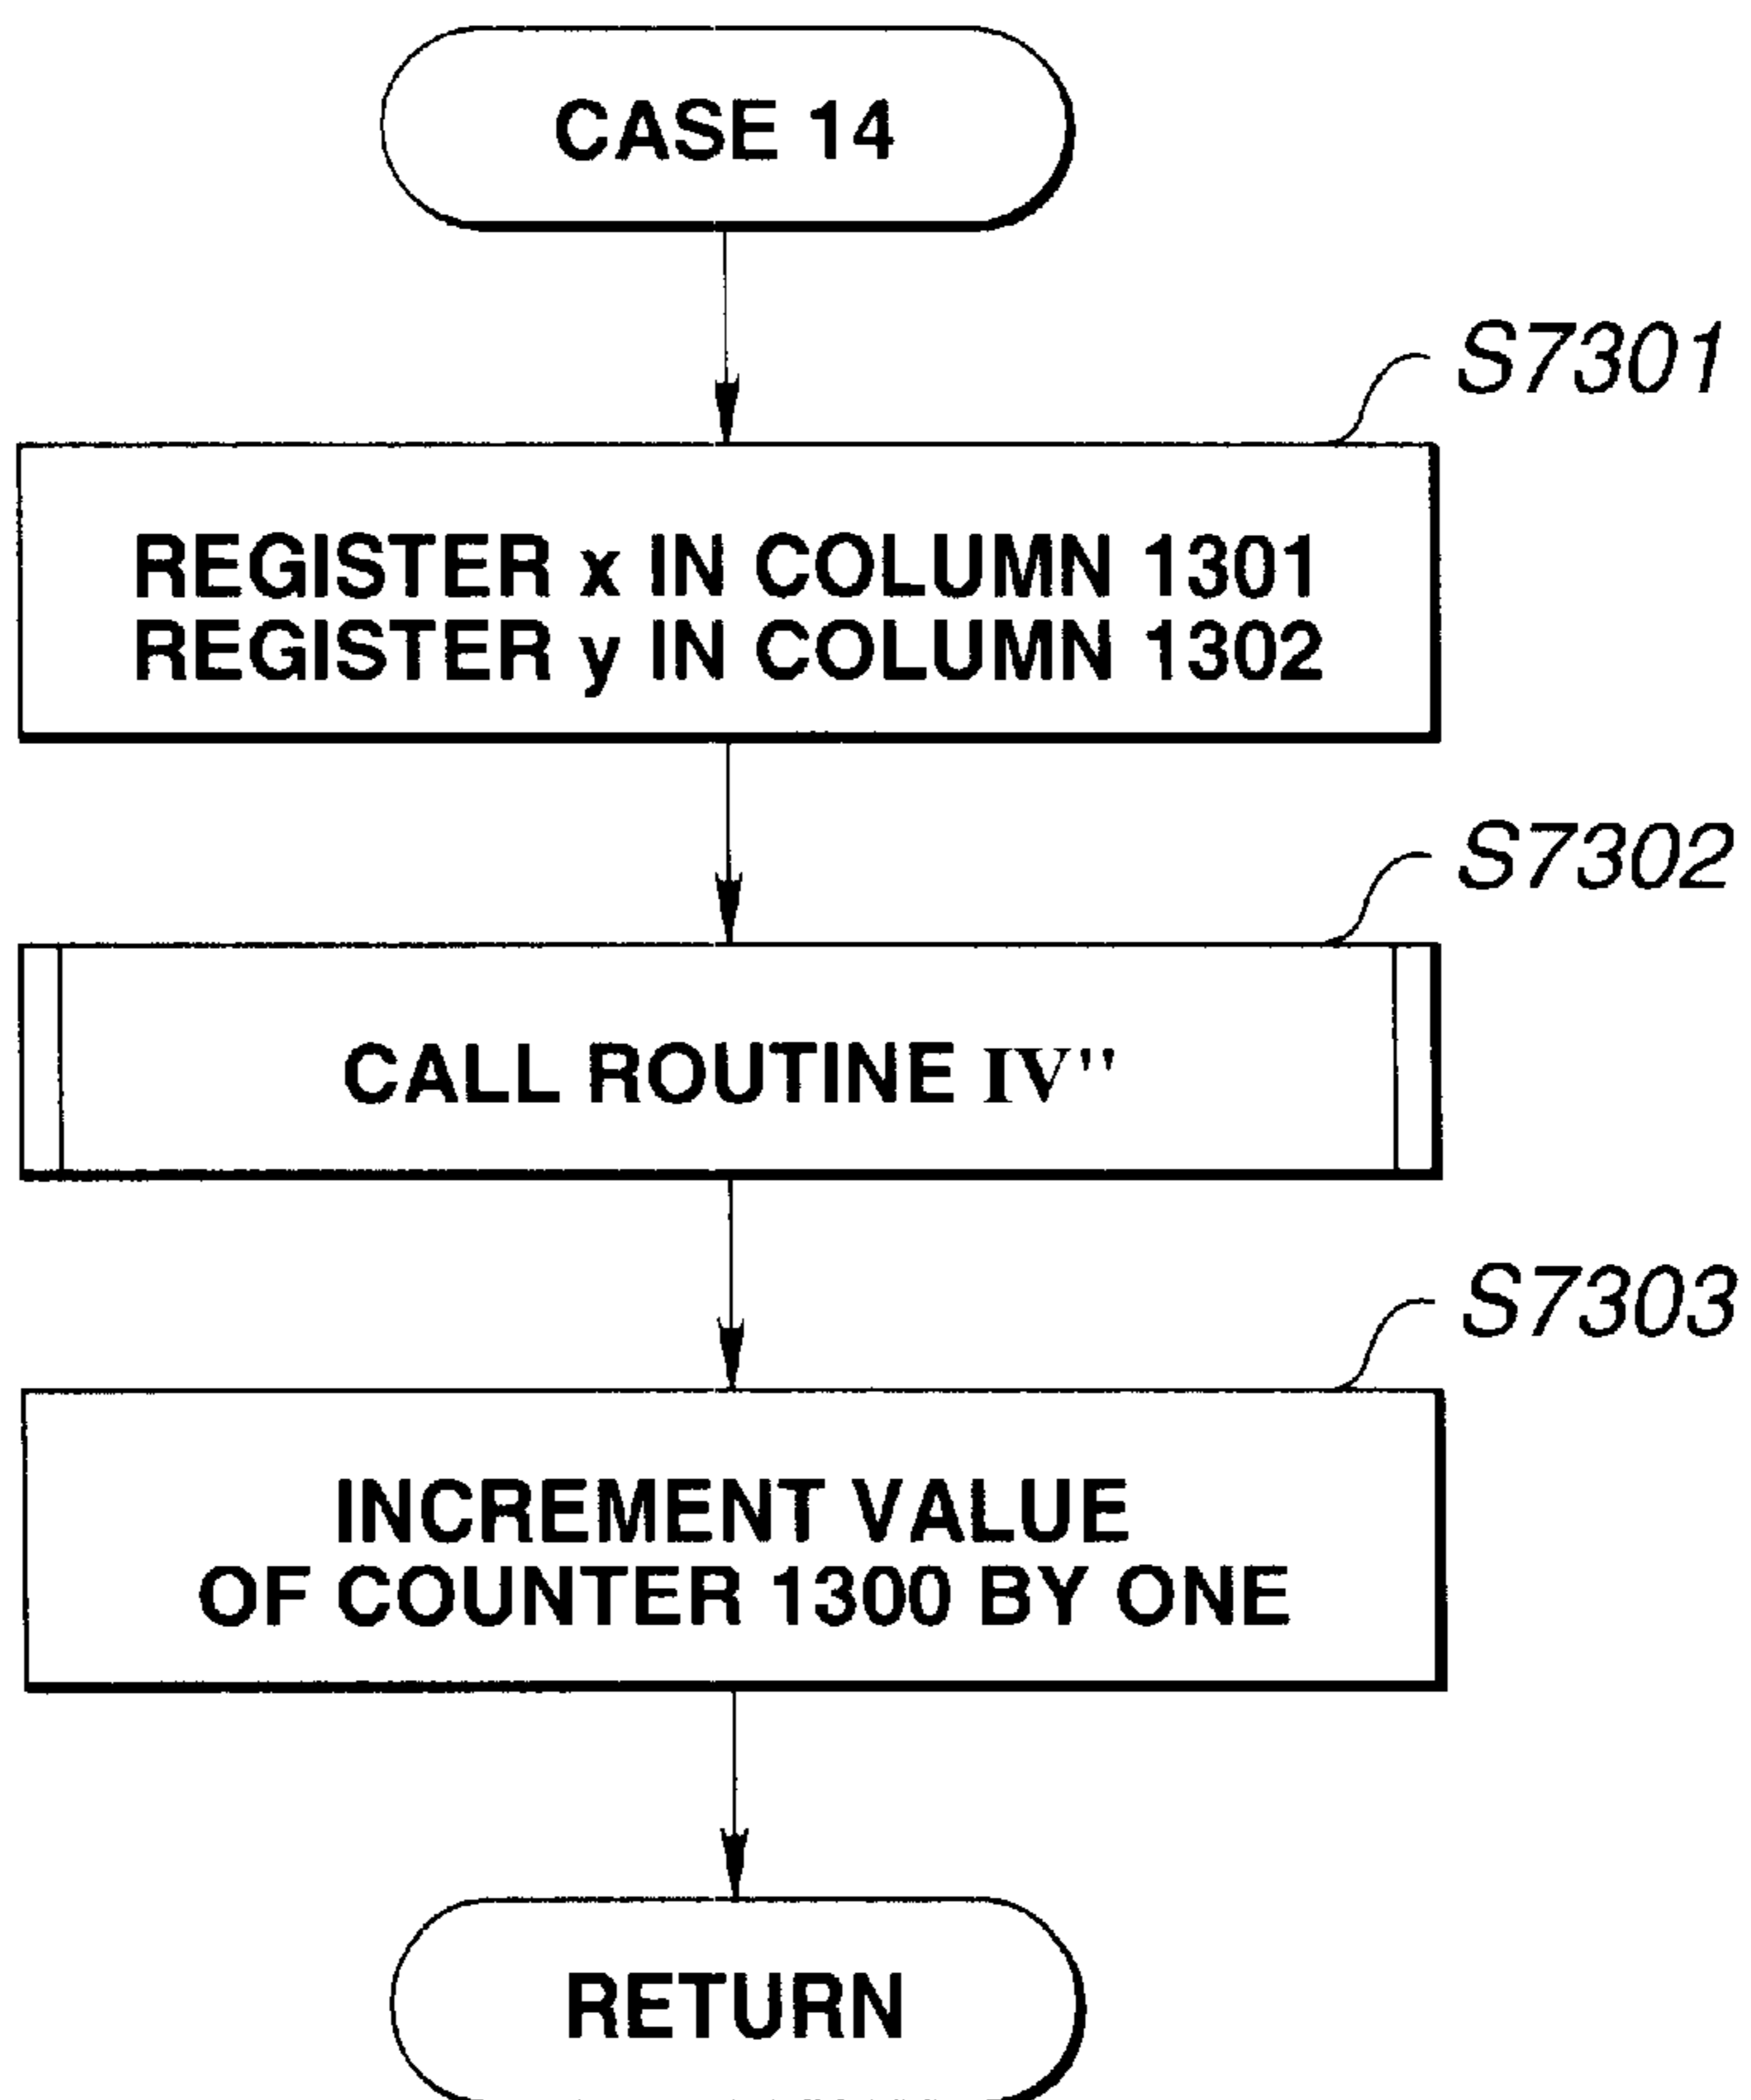 CASE 14
S7301
REGISTER x IN COLUMN 1301
REGISTER y IN COLUMN 1302
S7302
CALL ROUTINE IV"
S7303
INCREMENT VALUE
OF COUNTER 1300 BY ONE
RETURN